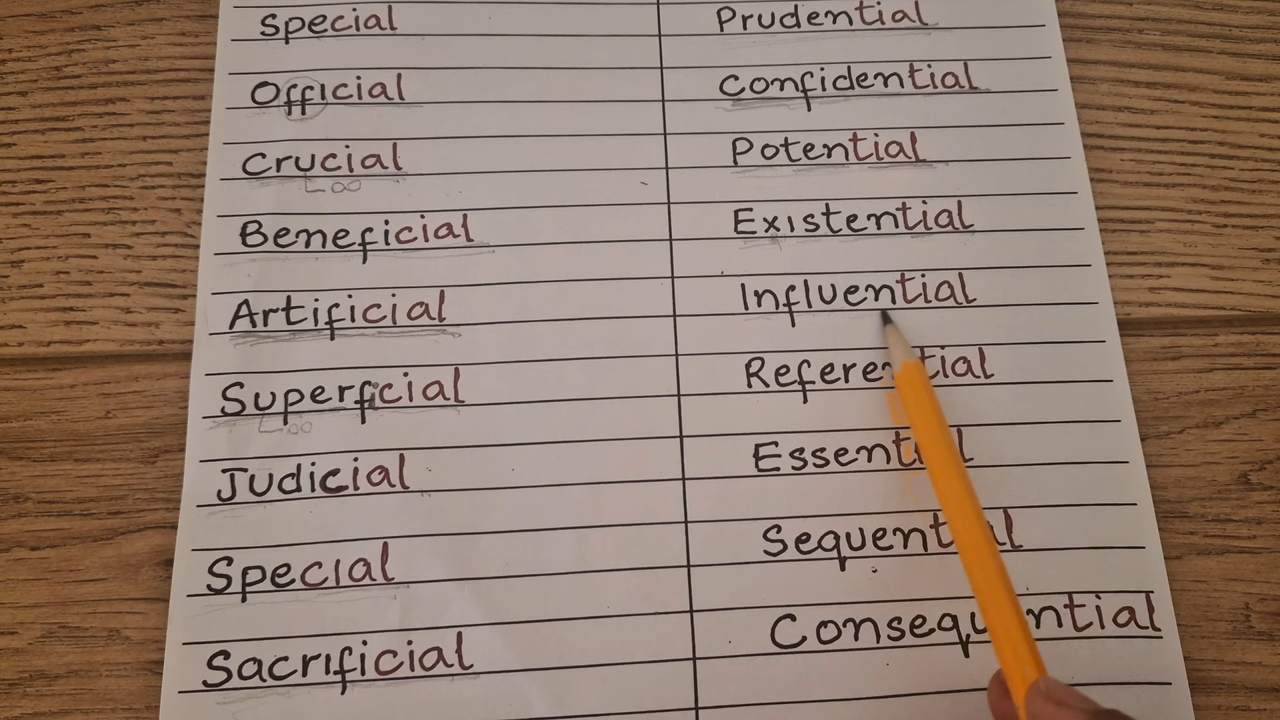 Special Prudential
Official Confidential
Crucial Potential
Beneficial Existential
Artificial Influential
Superficial Referential
Judicial Essential
Special Sequential
Sacrificial Consequential